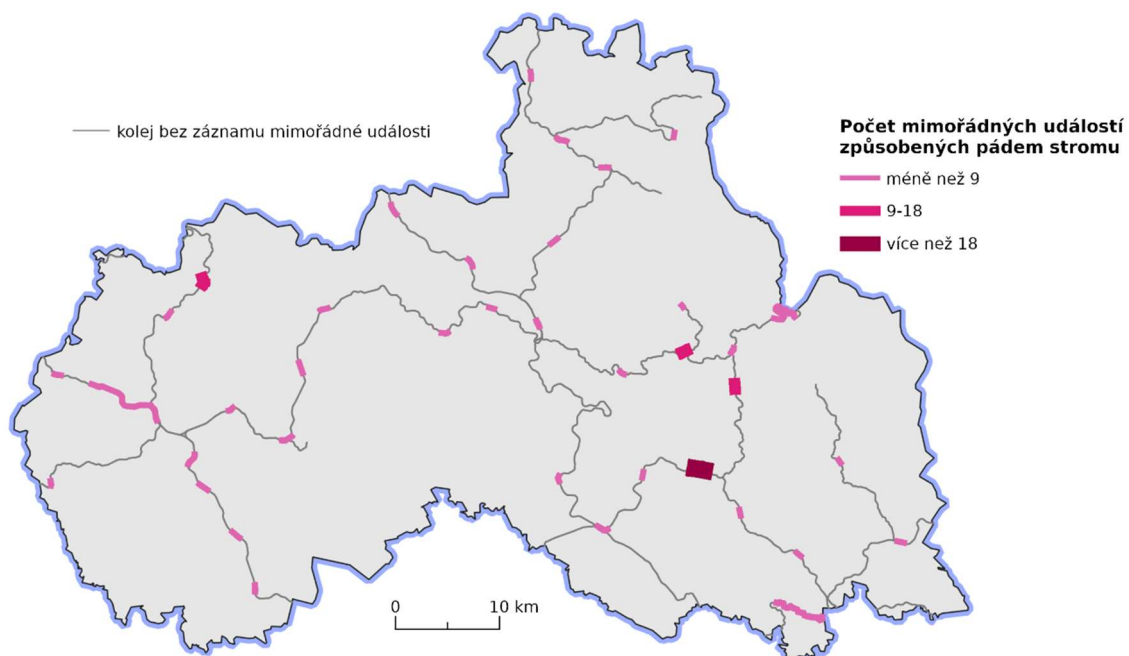 kolej bez záznamu mimořádné události
Počet mimořádných událostí
způsobených pádem stromu
méně než 9
9-18
více než 18
0 10 km